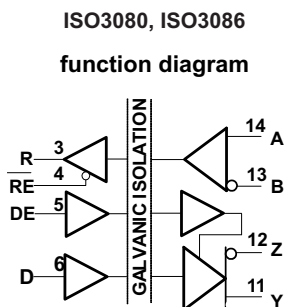 ISO3080, ISO3086
function diagram
GALVANIC ISOLATION
R 3
RE 4
DE 5
D 6
14 A
13 B
12 Z
11 Y